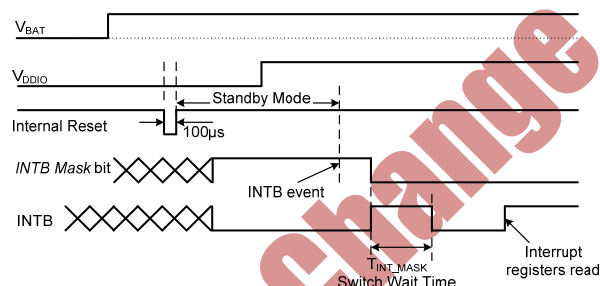 VBAT
VDDIO
Standby Mode
Internal Reset
100µs
INTB Mask bit
INTB event
INTB
TINT_MASK
Switch Wait Time
Interrupt
registers read
change